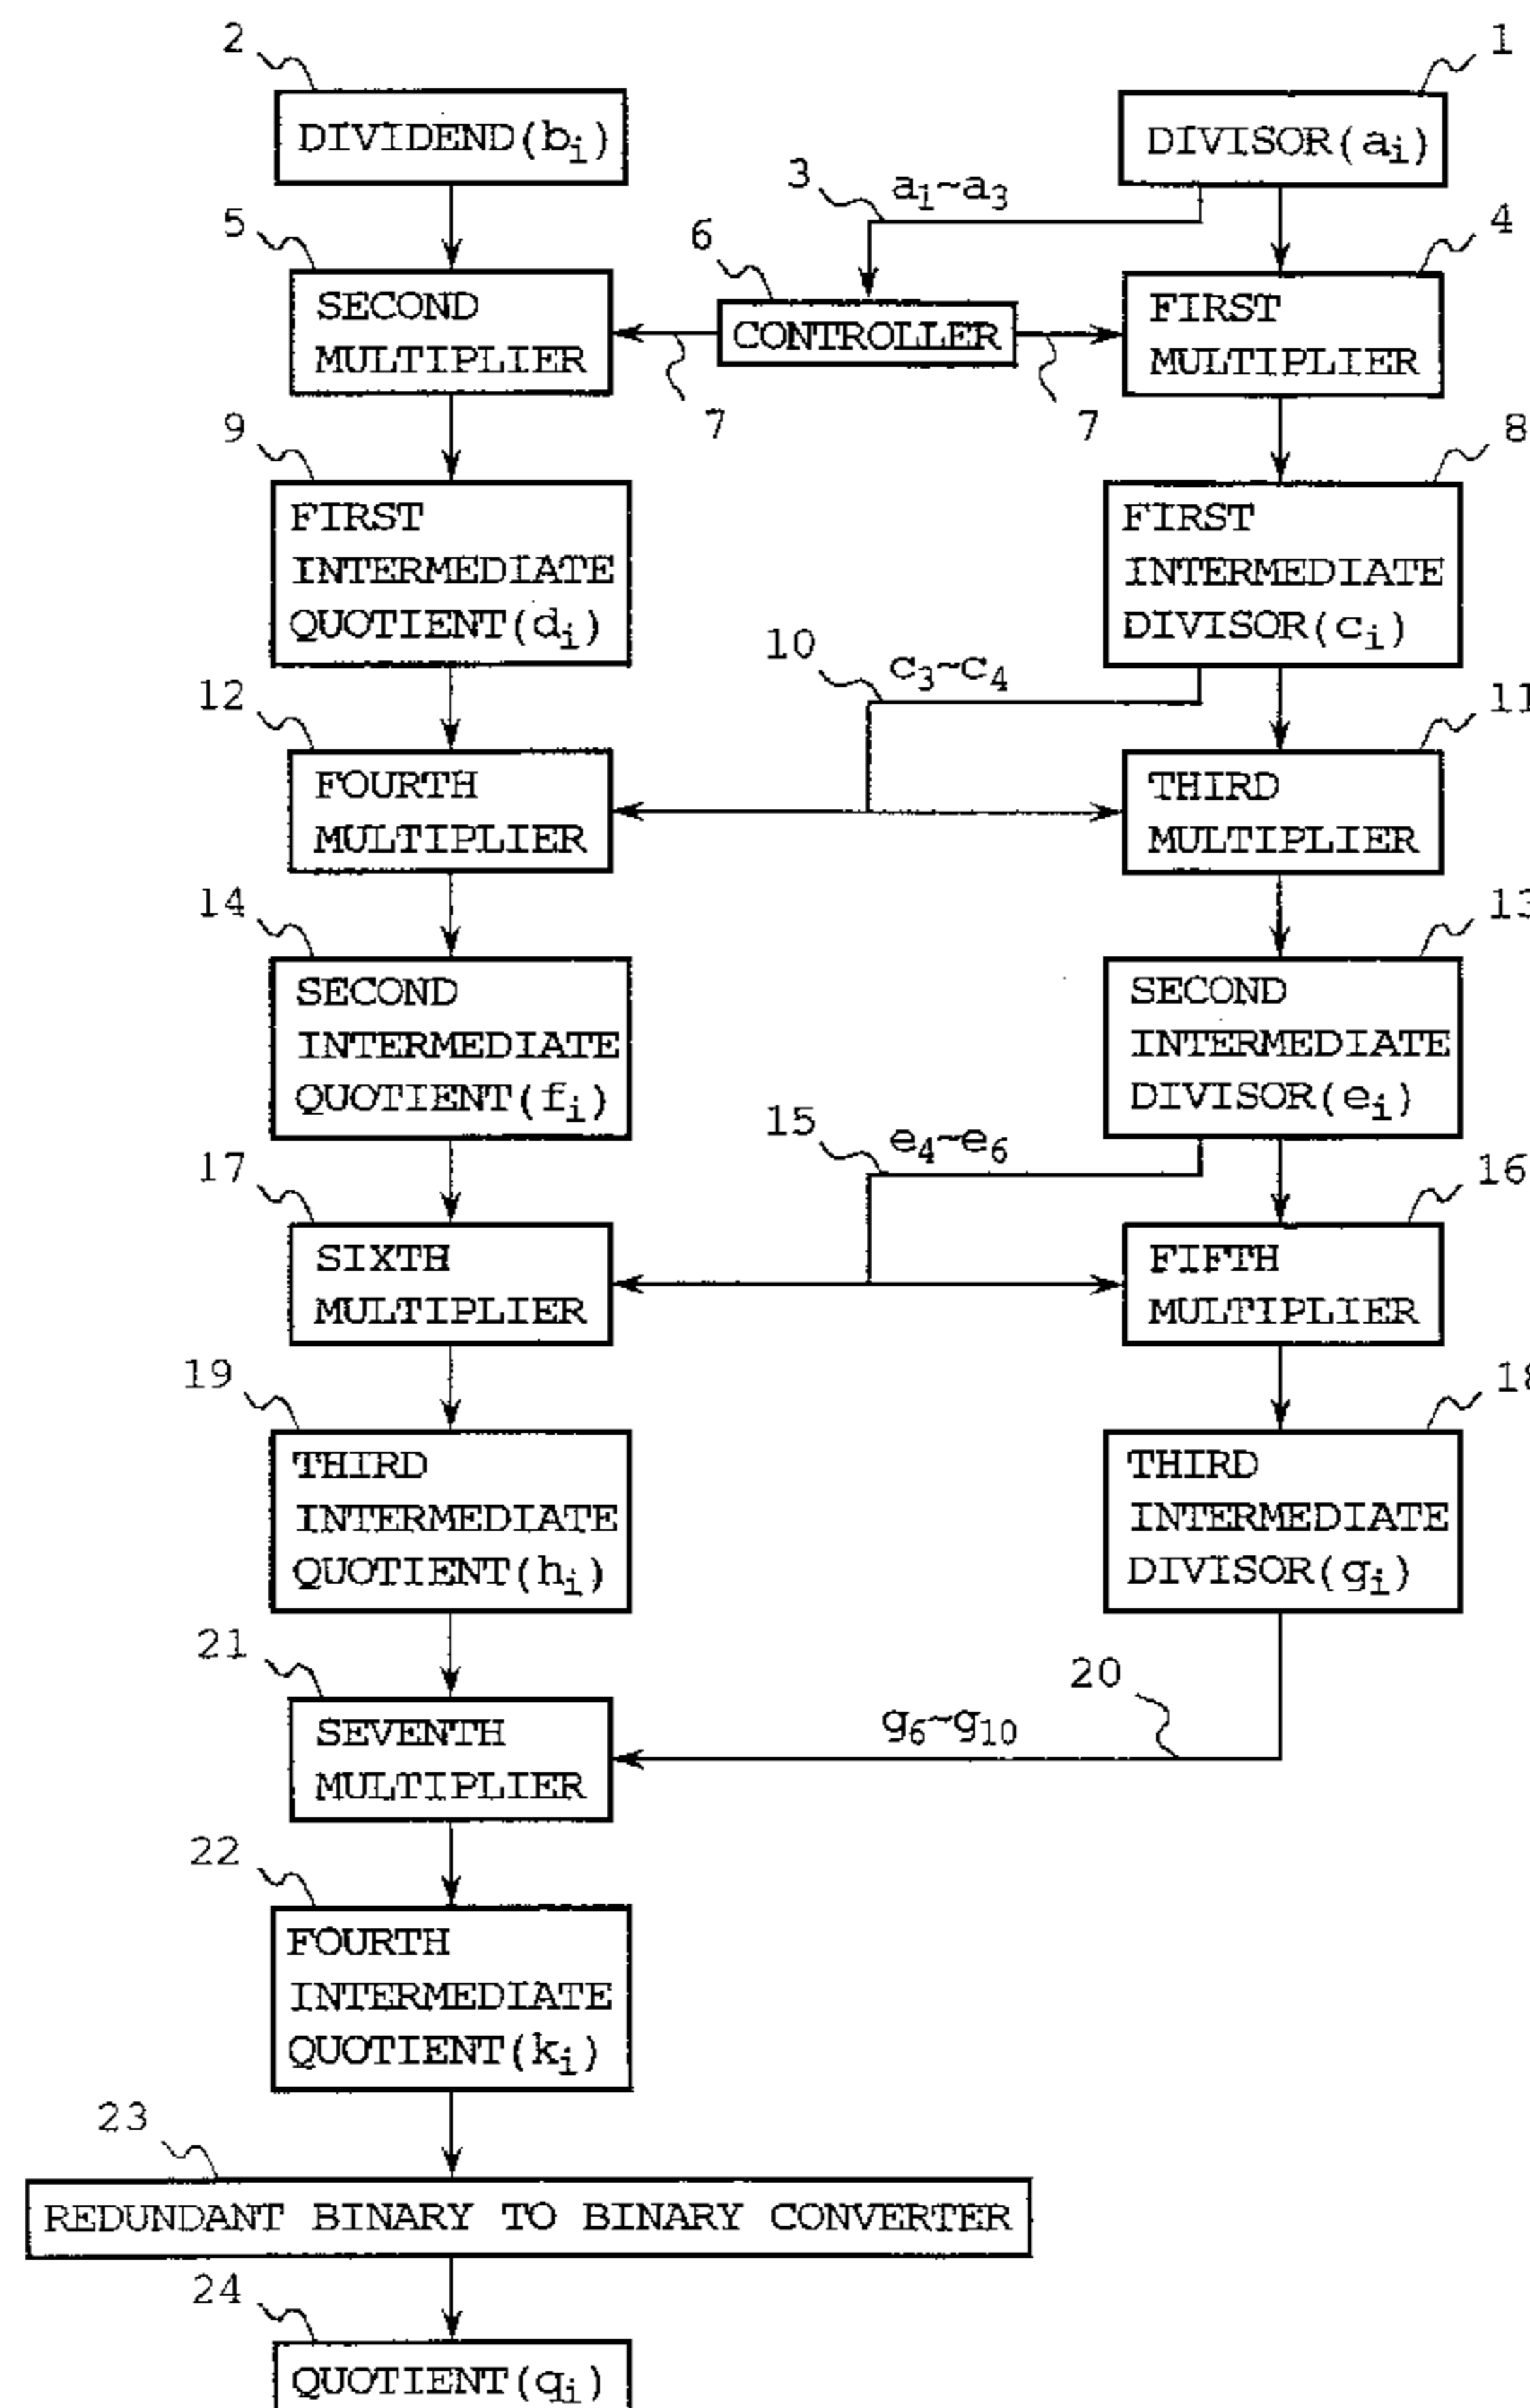 2
1
DIVIDEND(bi)
DIVISOR(ai)
3
ai~a3
5
6
4
SECOND
MULTIPLIER
CONTROLLER
FIRST
MULTIPLIER
7
7
9
8
FIRST
INTERMEDIATE
QUOTIENT(di)
FIRST
INTERMEDIATE
DIVISOR(ci)
10
c3~c4
12
11
FOURTH
MULTIPLIER
THIRD
MULTIPLIER
14
13
SECOND
INTERMEDIATE
QUOTIENT(fi)
SECOND
INTERMEDIATE
DIVISOR(ei)
15
e4~e6
17
16
SIXTH
MULTIPLIER
FIFTH
MULTIPLIER
19
18
THIRD
INTERMEDIATE
QUOTIENT(hi)
THIRD
INTERMEDIATE
DIVISOR(gi)
21
20
SEVENTH
MULTIPLIER
g6~g10
22
FOURTH
INTERMEDIATE
QUOTIENT(ki)
23
REDUNDANT BINARY TO BINARY CONVERTER
24
QUOTIENT(qi)